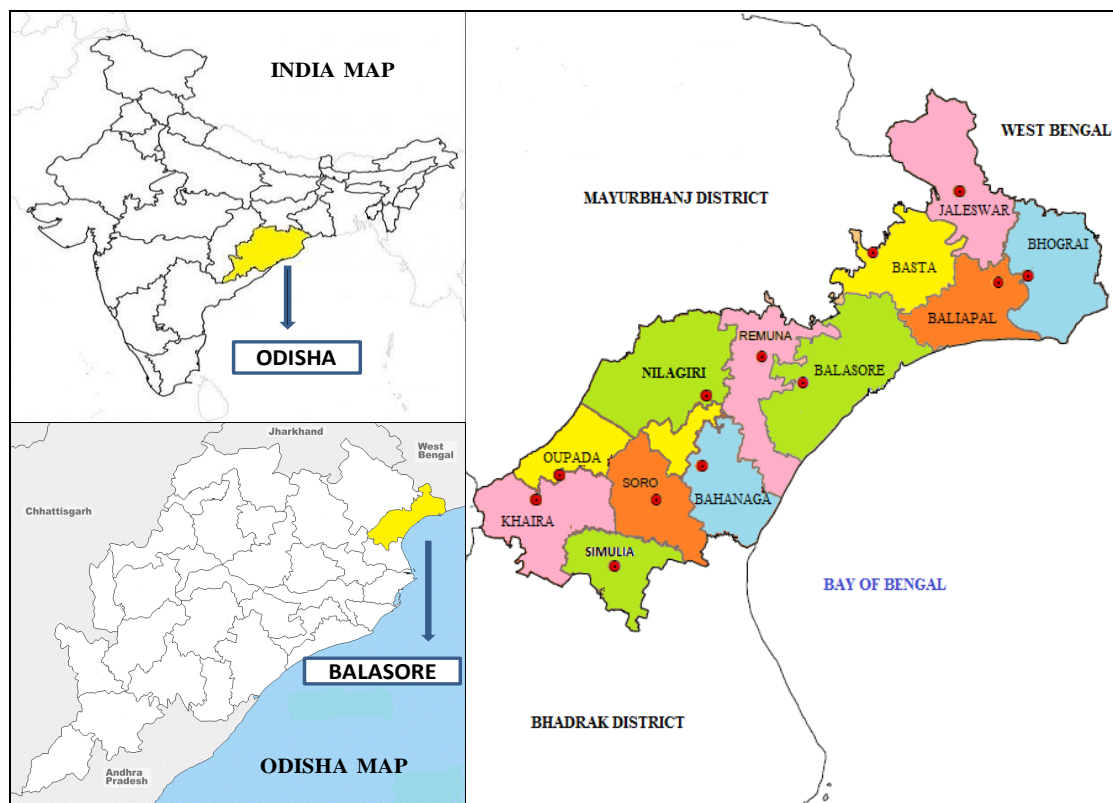 INDIA MAP
ODISHA
Jharkhand
West
Bengal
Chhattisgarh
BALASORE
Andhra
Pradesh
ODISHA MAP
WEST BENGAL
MAYURBHANJ DISTRICT
JALESWAR
BHOGRAI
BASTA
BALIAPAL
REMUNA
BALASORE
NILAGIRI
OUPADA
SORO
BAHANAGA
KHAIRA
SIMULIA
BAY OF BENGAL
BHADRAK DISTRICT